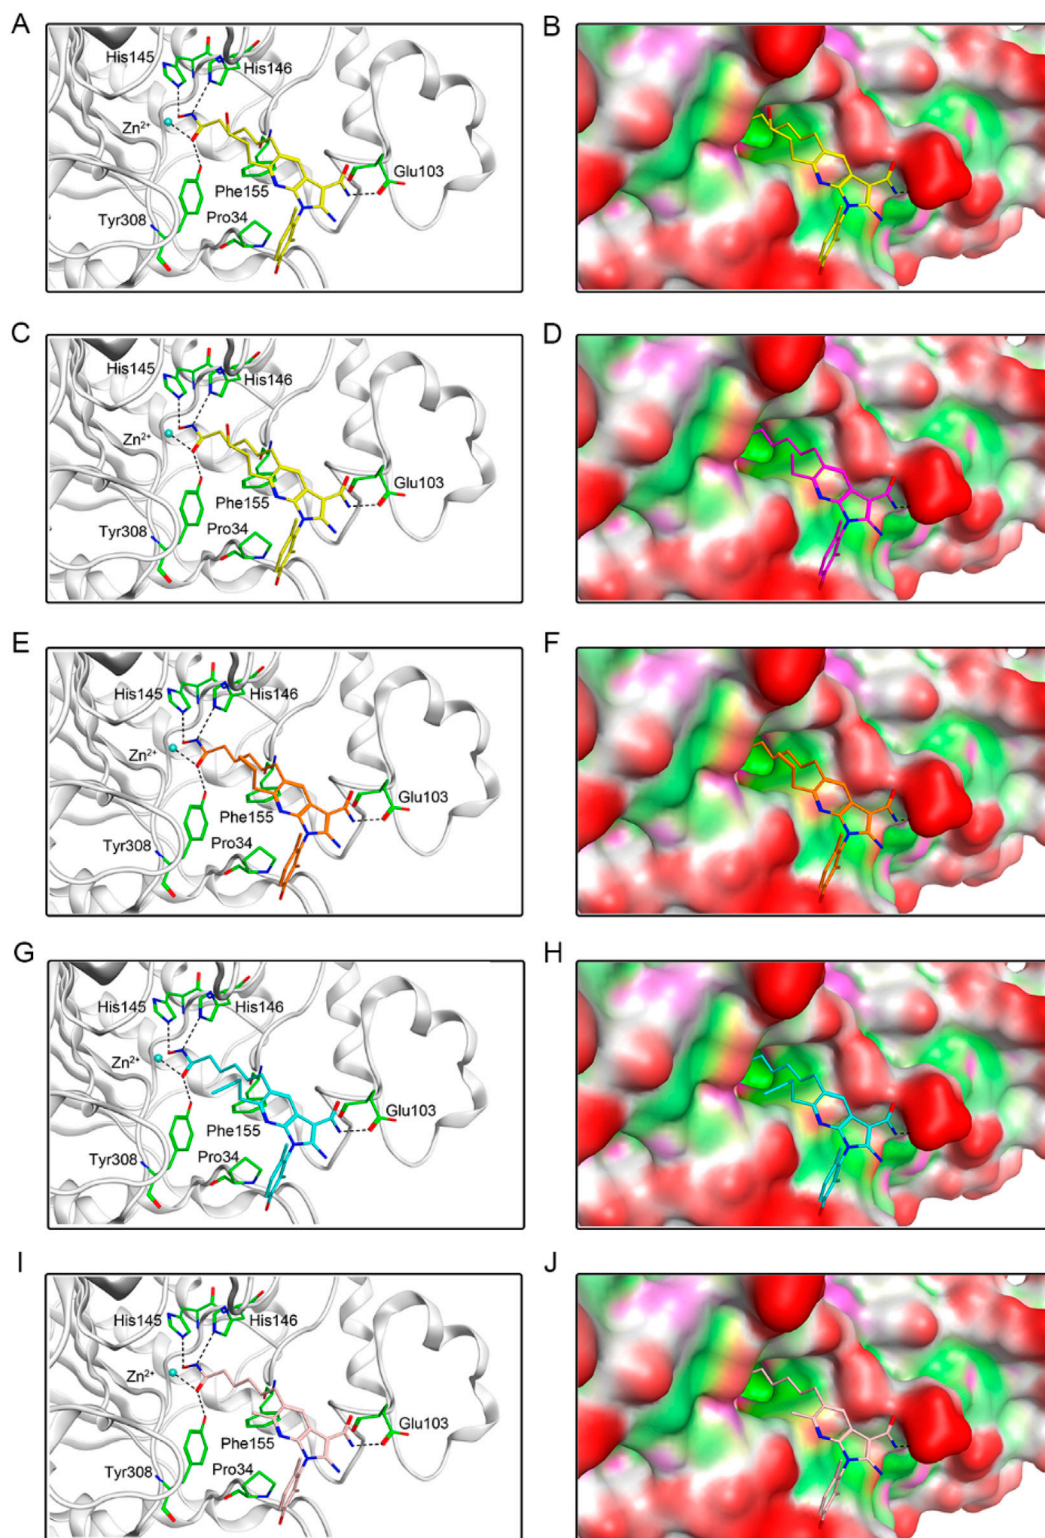 A
B
His145
His146
Zn²⁺
Glu103
Phe155
Tyr308
Pro34
C
D
His145
His146
Zn²⁺
Glu103
Phe155
Tyr308
Pro34
E
F
His145
His146
Zn²⁺
Glu103
Phe155
Tyr308
Pro34
G
H
His145
His146
Zn²⁺
Glu103
Phe155
Tyr308
Pro34
I
J
His145
His146
Zn²⁺
Glu103
Phe155
Tyr308
Pro34